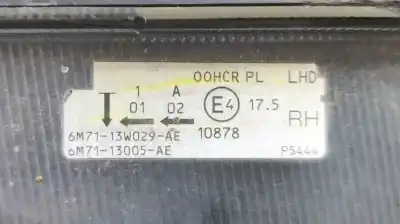 00HCR PL LHD
1 A
01 02 E4 17.5 RH
6M71-13W029-AE 10878
6M71-13005-AE P5444